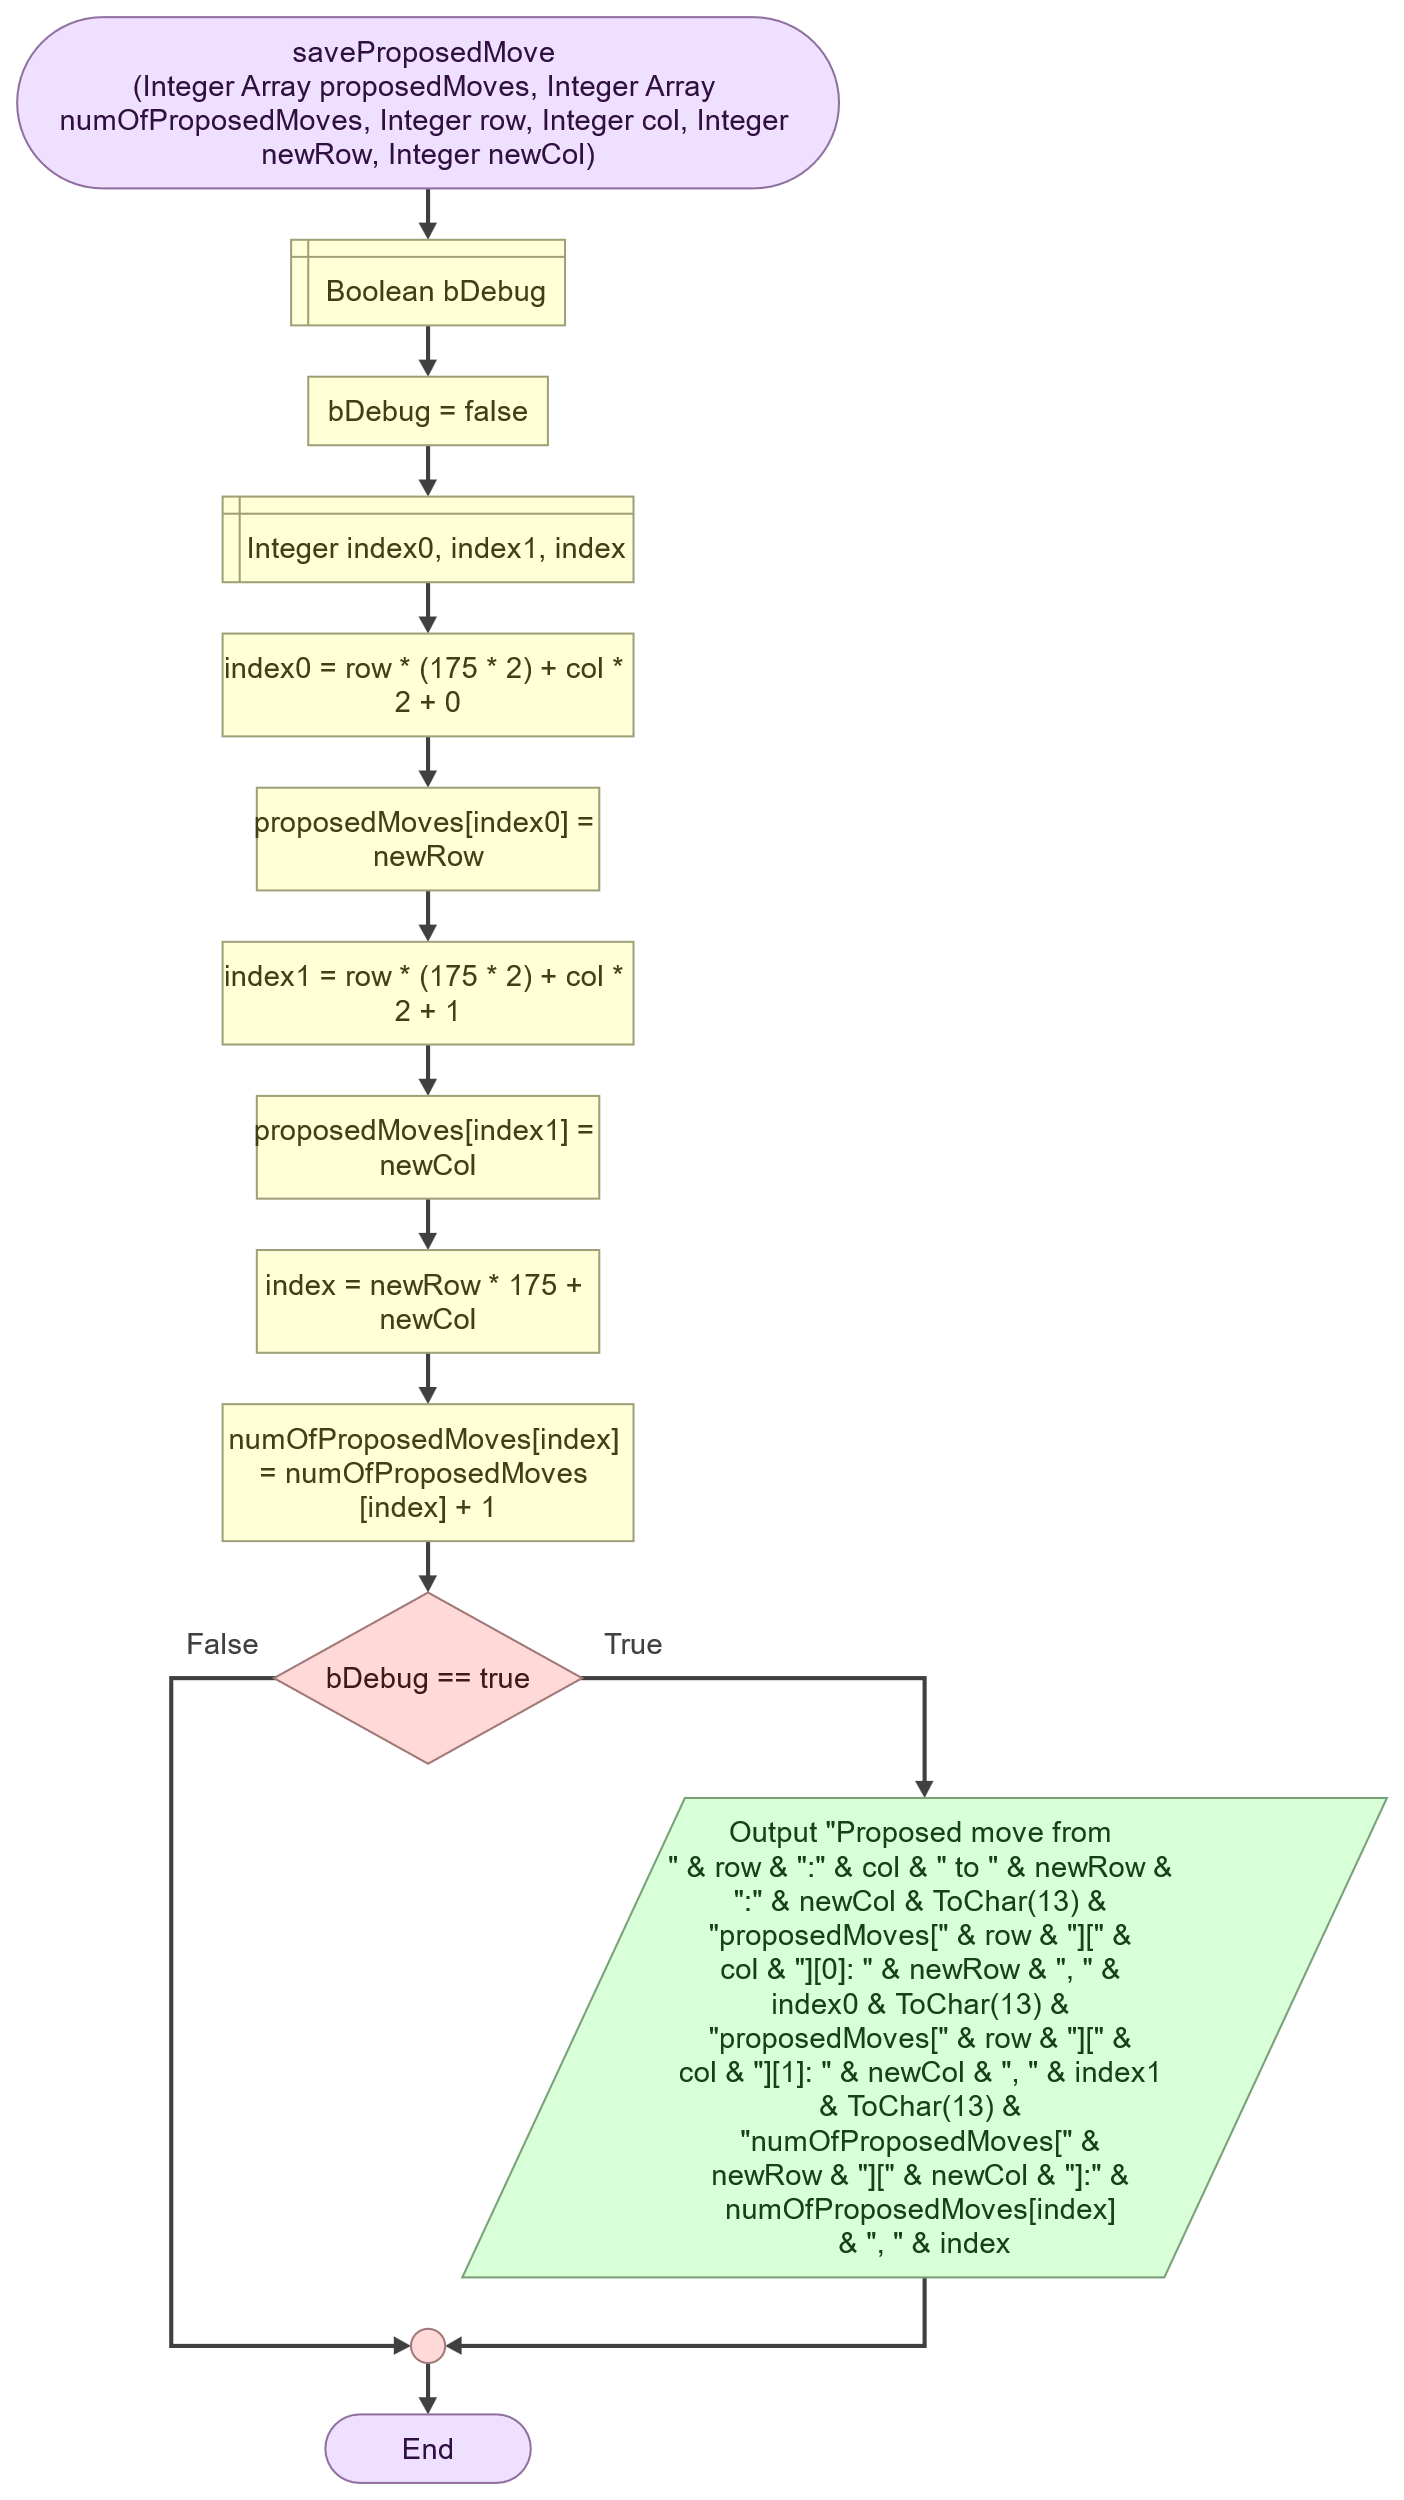 saveProposedMove
(Integer Array proposedMoves, Integer Array
numOfProposedMoves, Integer row, Integer col, Integer
newRow, Integer newCol)
Boolean bDebug
bDebug = false
Integer index0, index1, index
index0 = row * (175 * 2) + col *
2 + 0
proposedMoves[index0] =
newRow
index1 = row * (175 * 2) + col *
2 + 1
proposedMoves[index1] =
newCol
index = newRow * 175 +
newCol
numOfProposedMoves[index]
= numOfProposedMoves
[index] + 1
False
True
bDebug == true
Output "Proposed move from
" & row & ":" & col & " to " & newRow &
":" & newCol & ToChar(13) &
"proposedMoves[" & row & "][" &
col & "][0]: " & newRow & ", " &
index0 & ToChar(13) &
"proposedMoves[" & row & "][" &
col & "][1]: " & newCol & ", " & index1
& ToChar(13) &
"numOfProposedMoves[" &
newRow & "][" & newCol & "]:" &
numOfProposedMoves[index]
& ", " & index
End